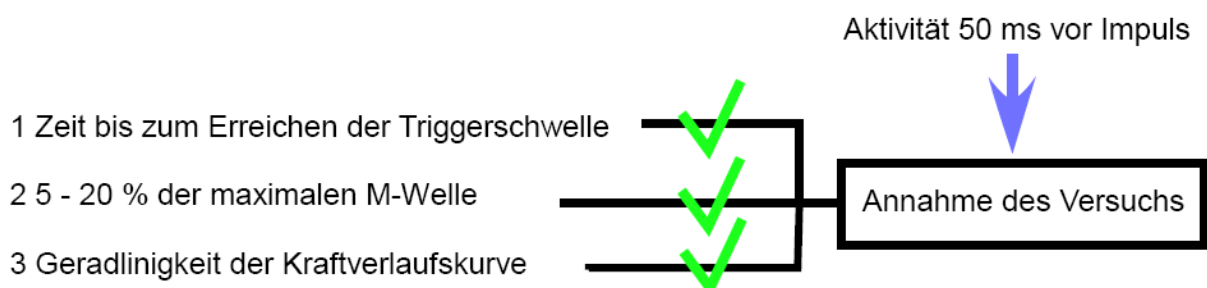 Aktivität 50 ms vor Impuls
1 Zeit bis zum Erreichen der Triggerschwelle
2 5 - 20 % der maximalen M-Welle
Annahme des Versuchs
3 Geradlinigkeit der Kraftverlaufskurve